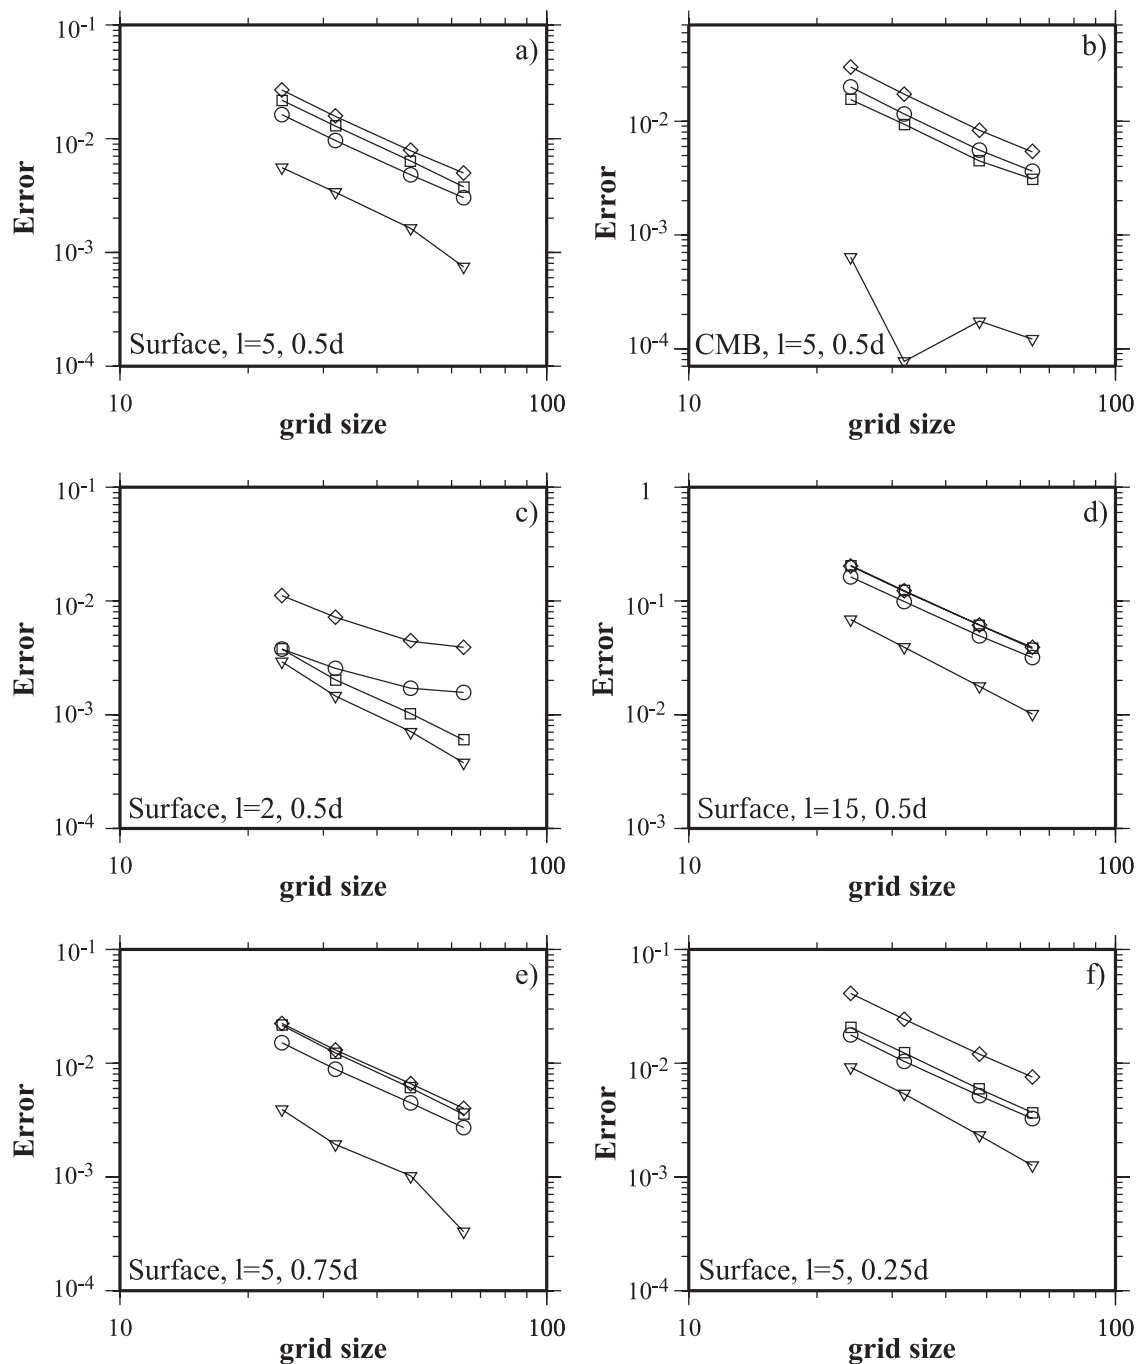 10^-1
a)
10^-2
Error
10^-3
Surface, l=5, 0.5d
10^-4
10
100
grid size
b)
10^-2
Error
10^-3
10^-4
CMB, l=5, 0.5d
10
100
grid size
10^-1
c)
10^-2
Error
10^-3
Surface, l=2, 0.5d
10^-4
10
100
grid size
1
d)
10^-1
Error
10^-2
Surface, l=15, 0.5d
10^-3
10
100
grid size
10^-1
e)
10^-2
Error
10^-3
Surface, l=5, 0.75d
10^-4
10
100
grid size
10^-1
f)
10^-2
Error
10^-3
Surface, l=5, 0.25d
10^-4
10
100
grid size